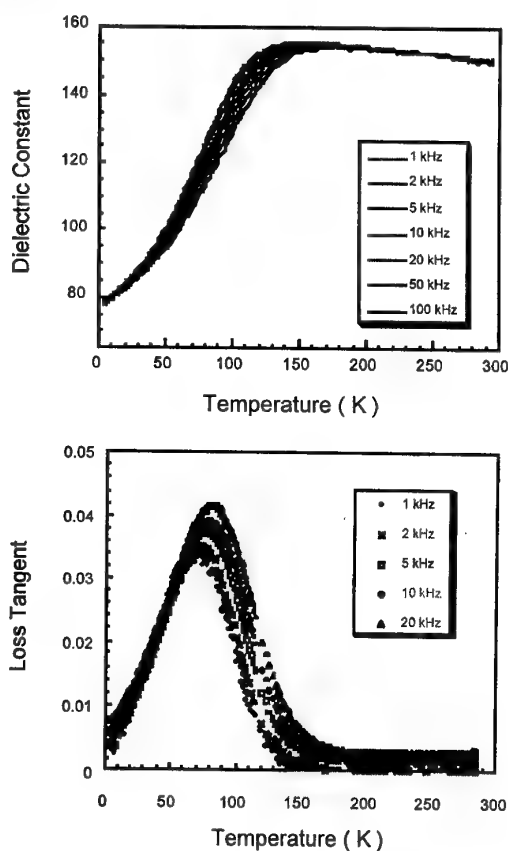 160
140
120
100
80
Dielectric Constant
1 kHz
2 kHz
5 kHz
10 kHz
20 kHz
50 kHz
100 kHz
0 50 100 150 200 250 300
Temperature ( K )
0.05
0.04
0.03
0.02
0.01
0
Loss Tangent
1 kHz
2 kHz
5 kHz
10 kHz
20 kHz
0 50 100 150 200 250 300
Temperature ( K )